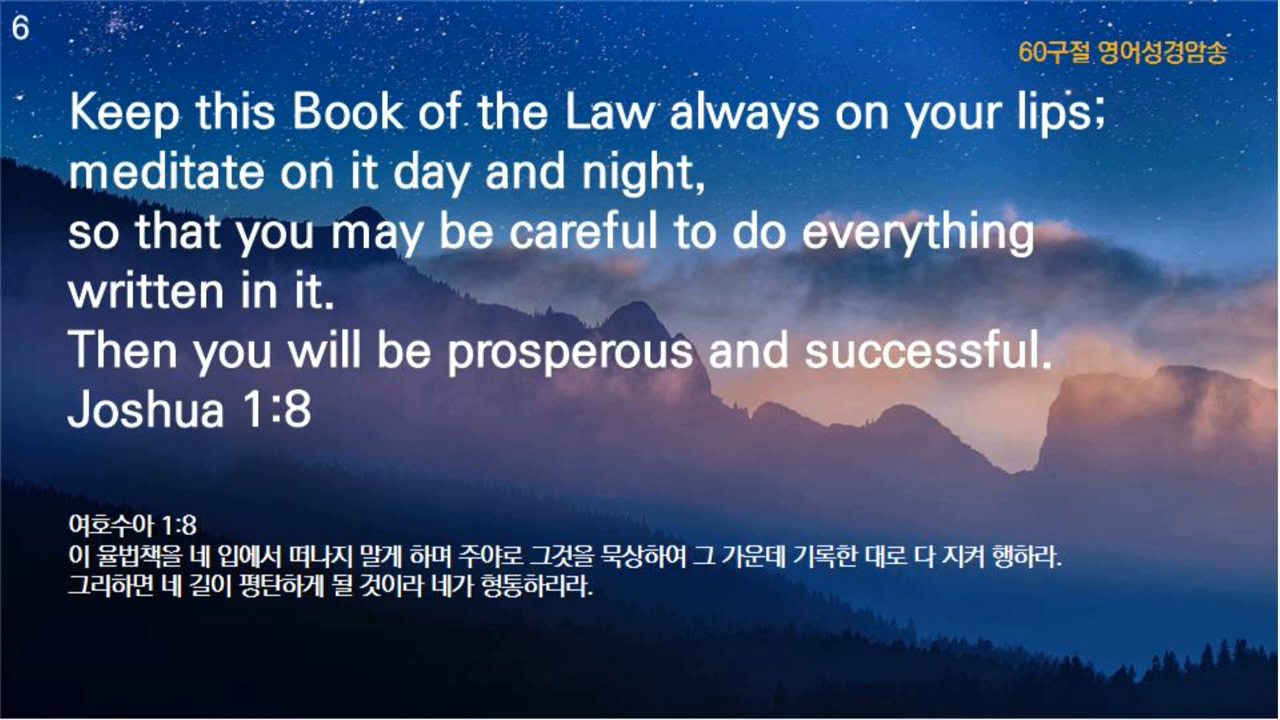 6
60구절 영어성경암송
Keep this Book of the Law always on your lips;
meditate on it day and night,
so that you may be careful to do everything
written in it.
Then you will be prosperous and successful.
Joshua 1:8
여호수아 1:8
이 율법책을 네 입에서 떠나지 말게 하며 주야로 그것을 묵상하여 그 가운데 기록한 대로 다 지켜 행하라.
그리하면 네 길이 평탄하게 될 것이라 네가 형통하리라.